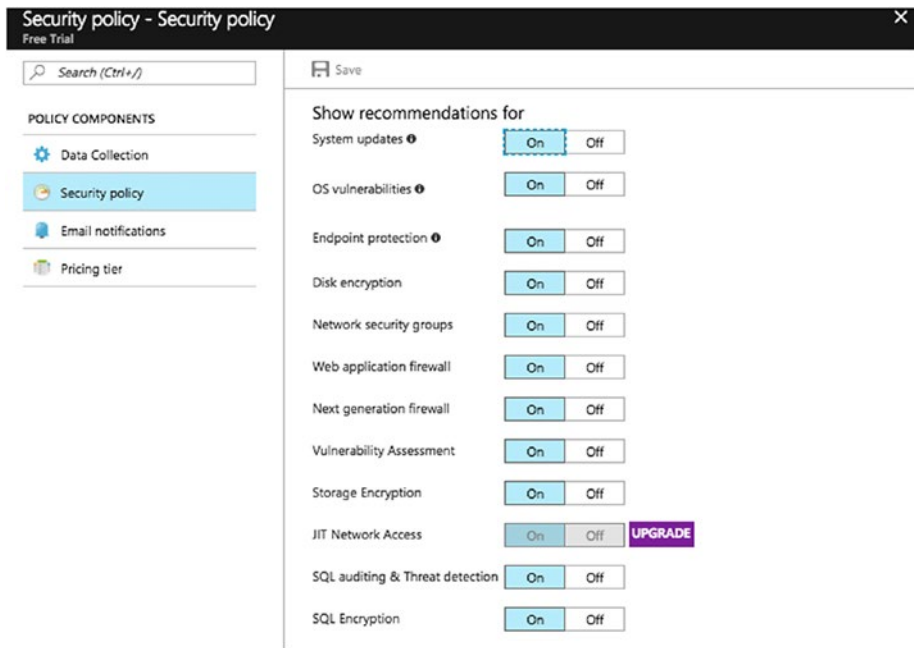 Security policy - Security policy
Free Trial
Search (Ctrl+/)
POLICY COMPONENTS
Data Collection
Security policy
Email notifications
Pricing tier
Save
Show recommendations for
System updates On Off
OS vulnerabilities On Off
Endpoint protection On Off
Disk encryption On Off
Network security groups On Off
Web application firewall On Off
Next generation firewall On Off
Vulnerability Assessment On Off
Storage Encryption On Off
JIT Network Access On Off UPGRADE
SQL auditing & Threat detection On Off
SQL Encryption On Off